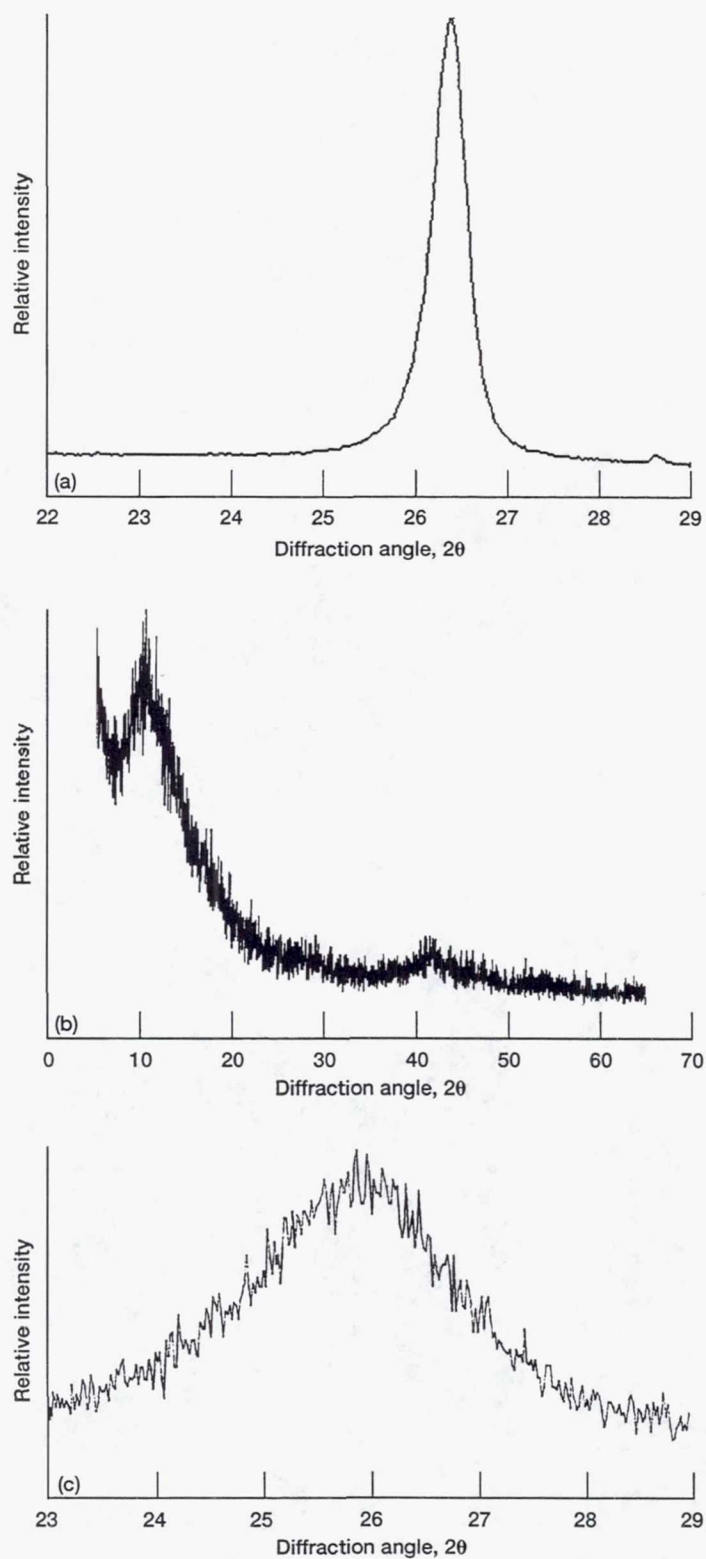 Relative intensity
(a)
22 23 24 25 26 27 28 29
Diffraction angle, 2θ
Relative intensity
(b)
0 10 20 30 40 50 60 70
Diffraction angle, 2θ
Relative intensity
(c)
23 24 25 26 27 28 29
Diffraction angle, 2θ